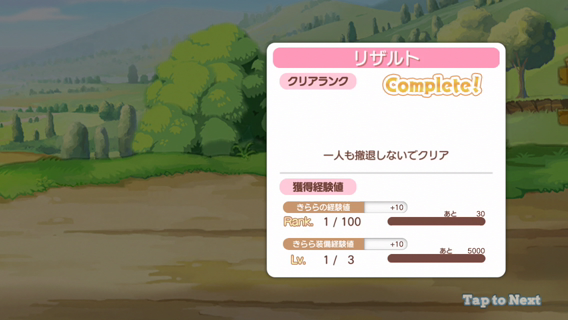 リザルト
クリアランク
Complete!
一人も撤退しないでクリア
獲得経験値
きららの経験値 +10
あと 30
Rank. 1 / 100
きらら装備経験値 +10
あと 5000
Lv. 1 / 3
Tap to Next